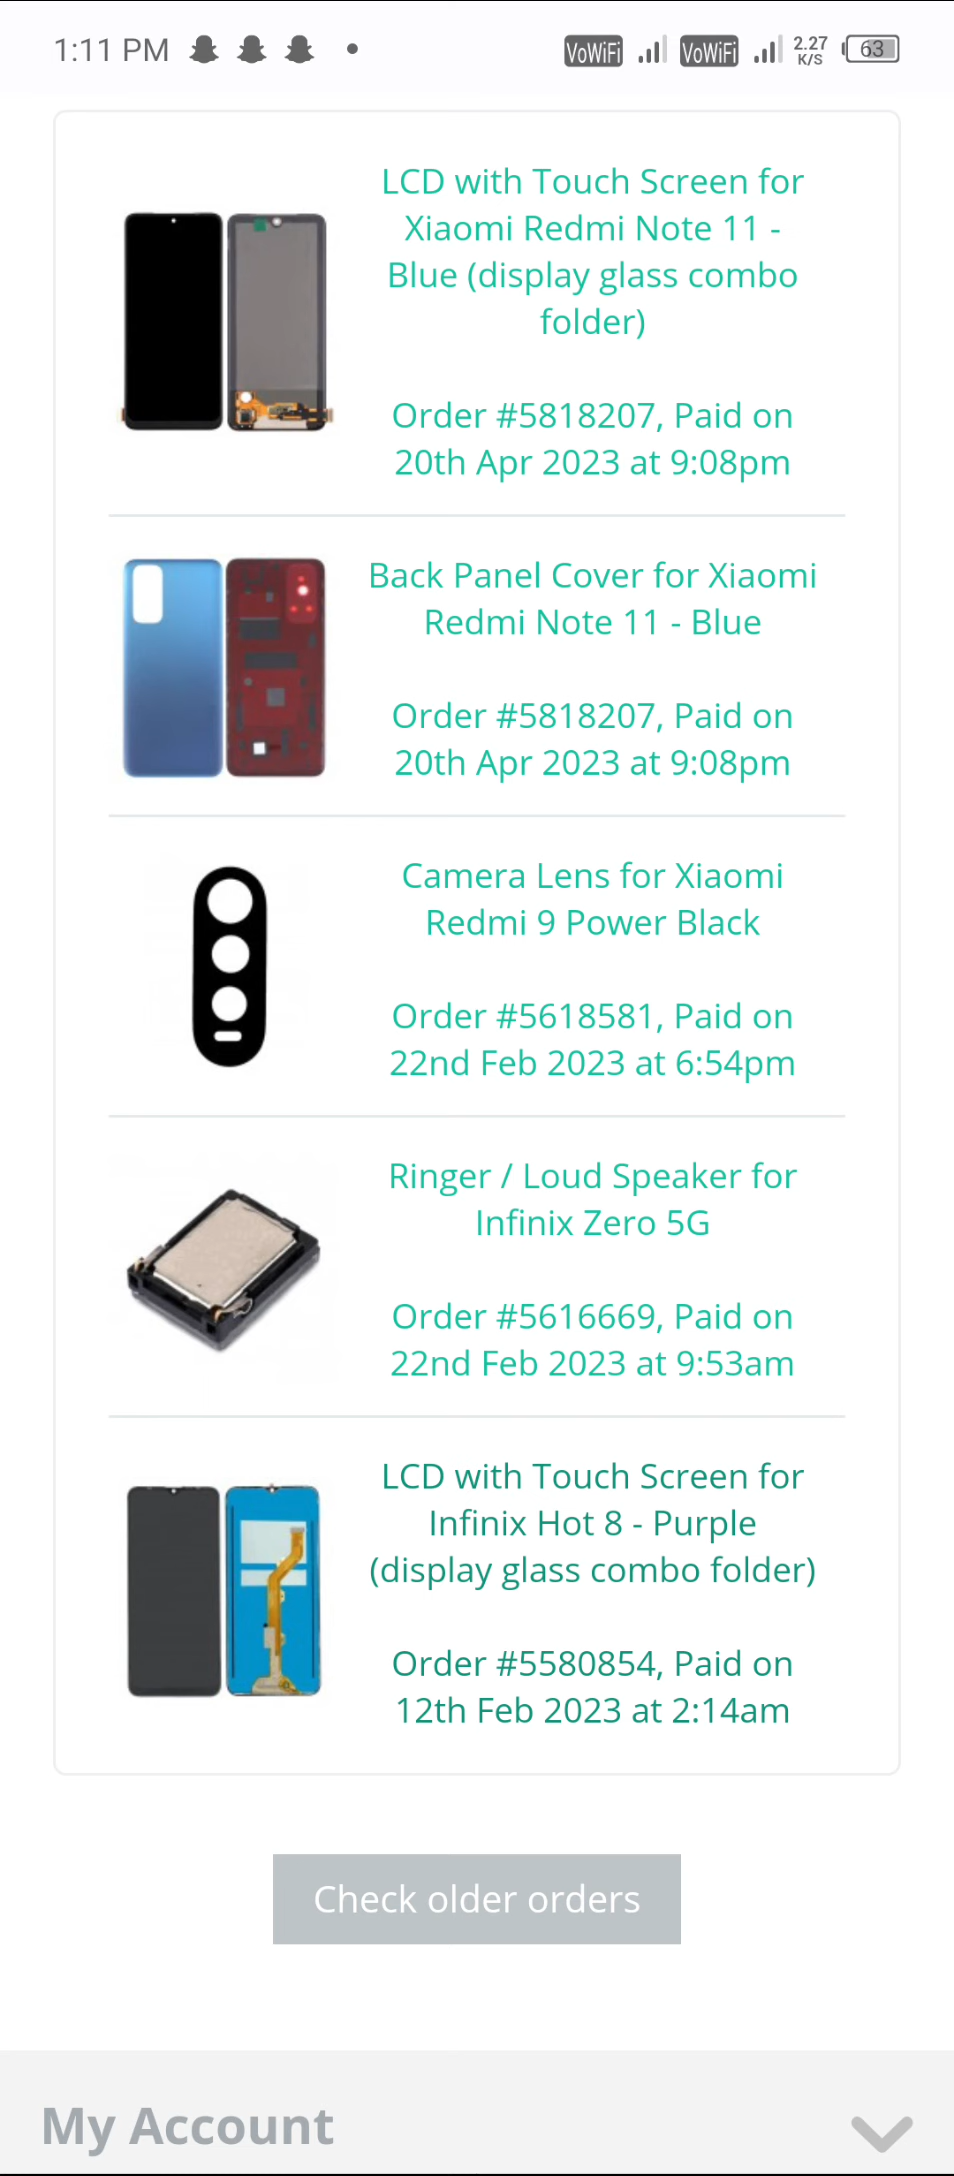 1:11 PM
VoWiFi VoWiFi 2.27 K/S 63
LCD with Touch Screen for
Xiaomi Redmi Note 11 -
Blue (display glass combo
folder)
Order #5818207, Paid on
20th Apr 2023 at 9:08pm
Back Panel Cover for Xiaomi
Redmi Note 11 - Blue
Order #5818207, Paid on
20th Apr 2023 at 9:08pm
Camera Lens for Xiaomi
Redmi 9 Power Black
Order #5618581, Paid on
22nd Feb 2023 at 6:54pm
Ringer / Loud Speaker for
Infinix Zero 5G
Order #5616669, Paid on
22nd Feb 2023 at 9:53am
LCD with Touch Screen for
Infinix Hot 8 - Purple
(display glass combo folder)
Order #5580854, Paid on
12th Feb 2023 at 2:14am
Check older orders
My Account